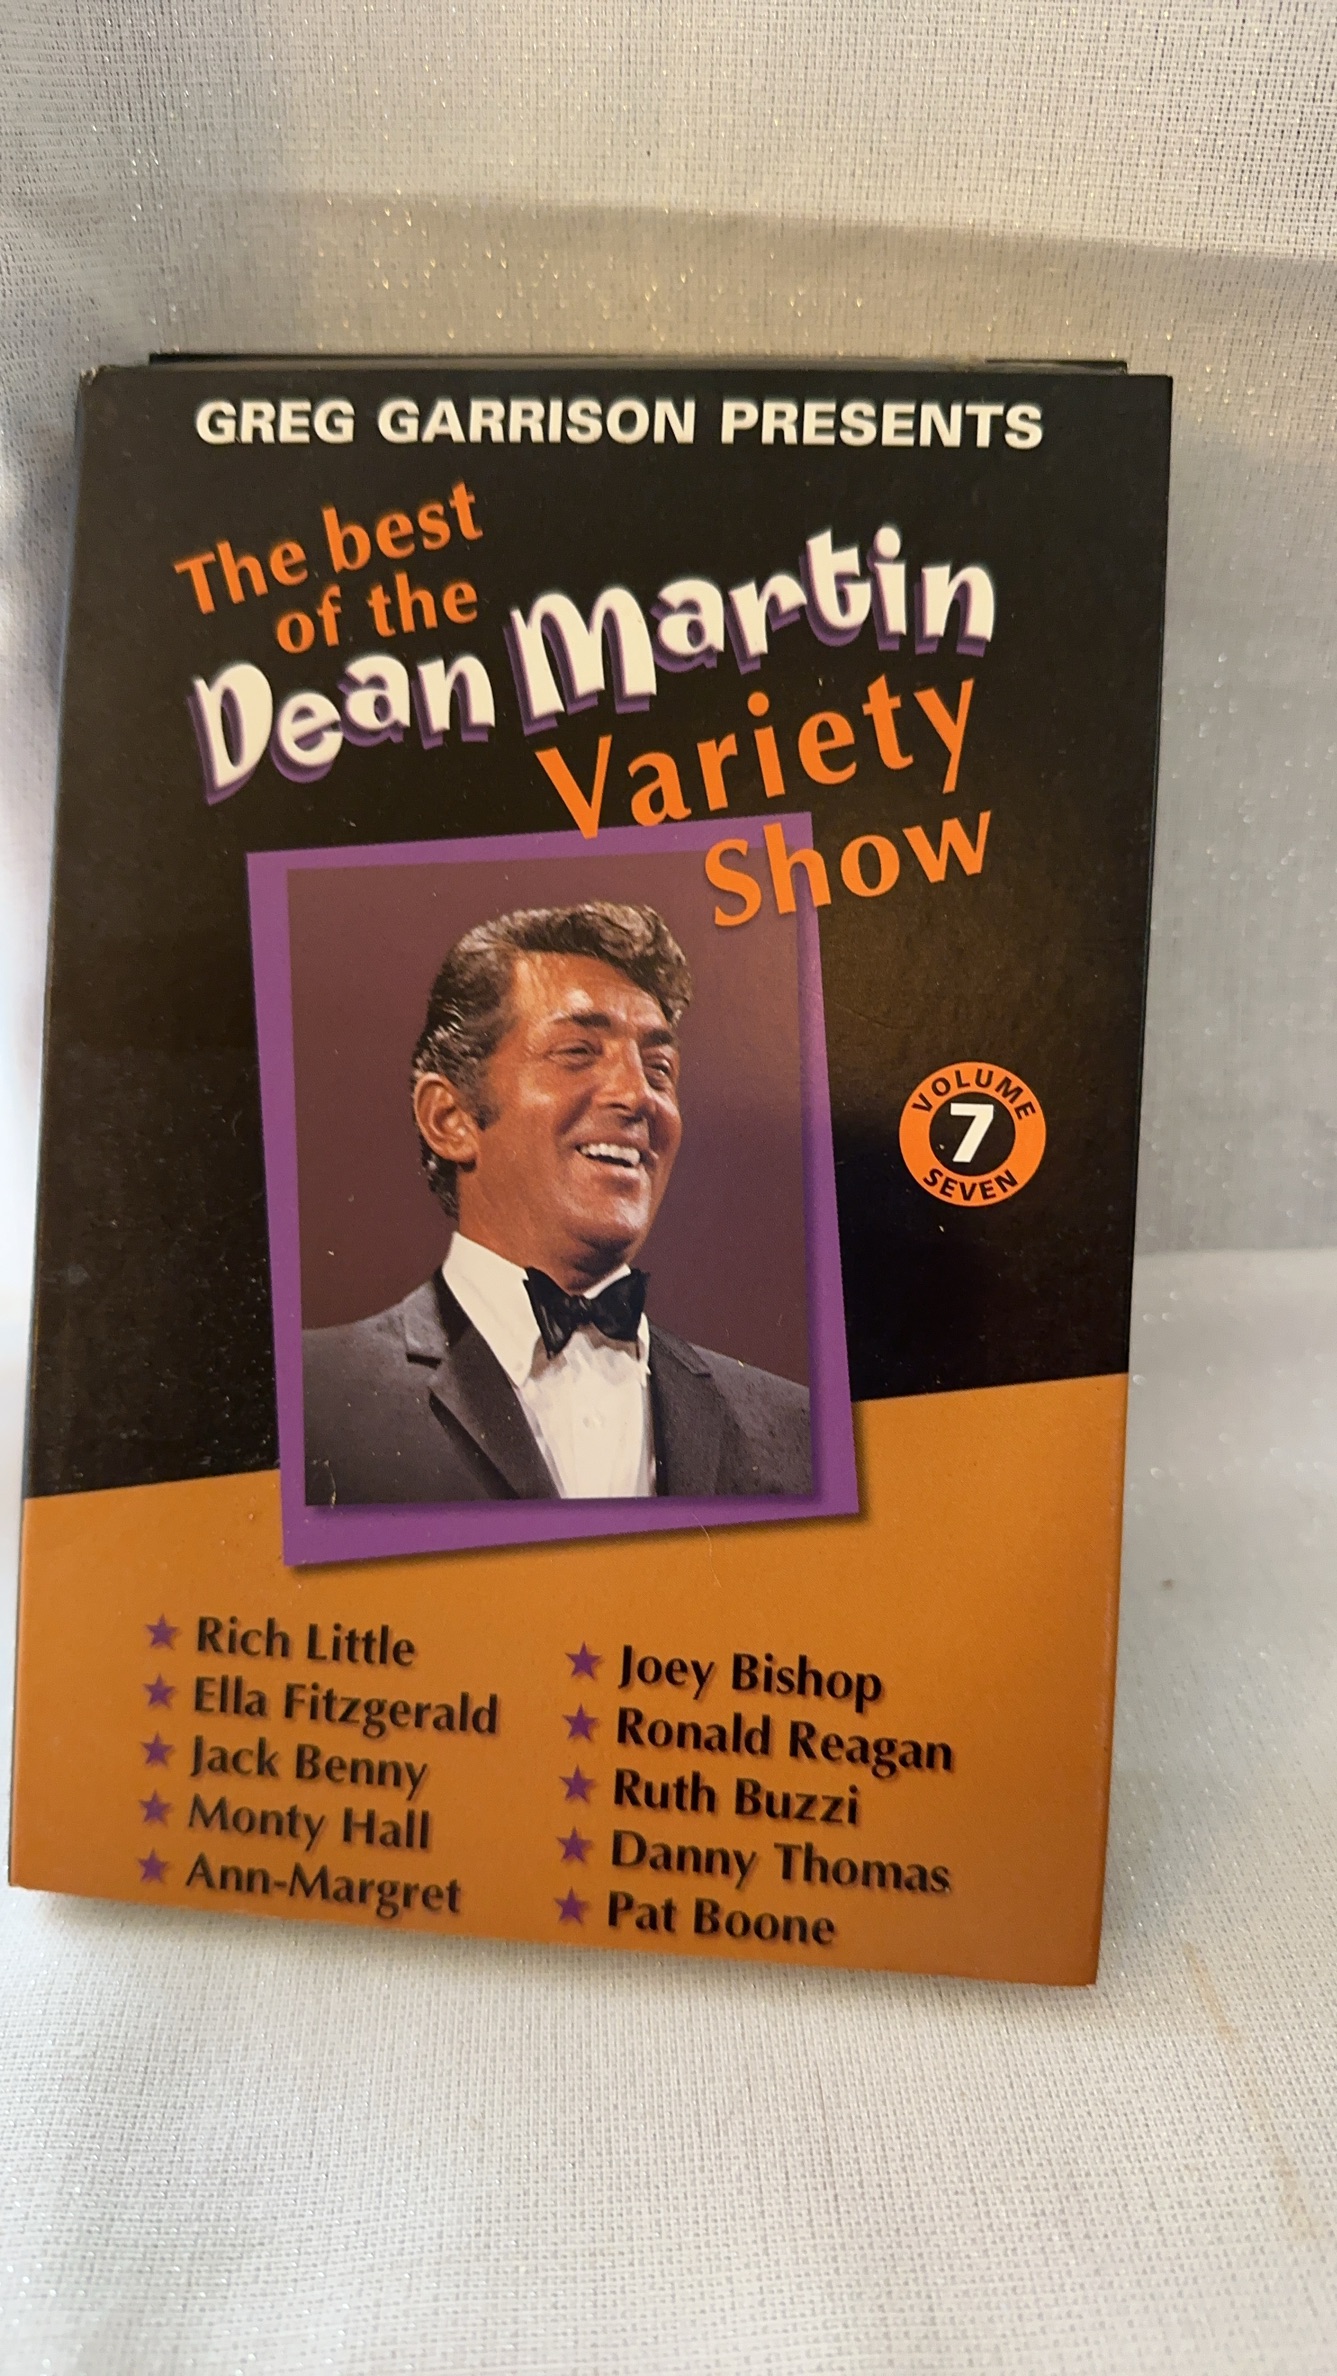 GREG GARRISON PRESENTS
The best
of the
Dean Martin
Variety
Show
VOLUME
7
SEVEN
★ Rich Little
★ Ella Fitzgerald
★ Jack Benny
★ Monty Hall
★ Ann-Margret
★ Joey Bishop
★ Ronald Reagan
★ Ruth Buzzi
★ Danny Thomas
★ Pat Boone